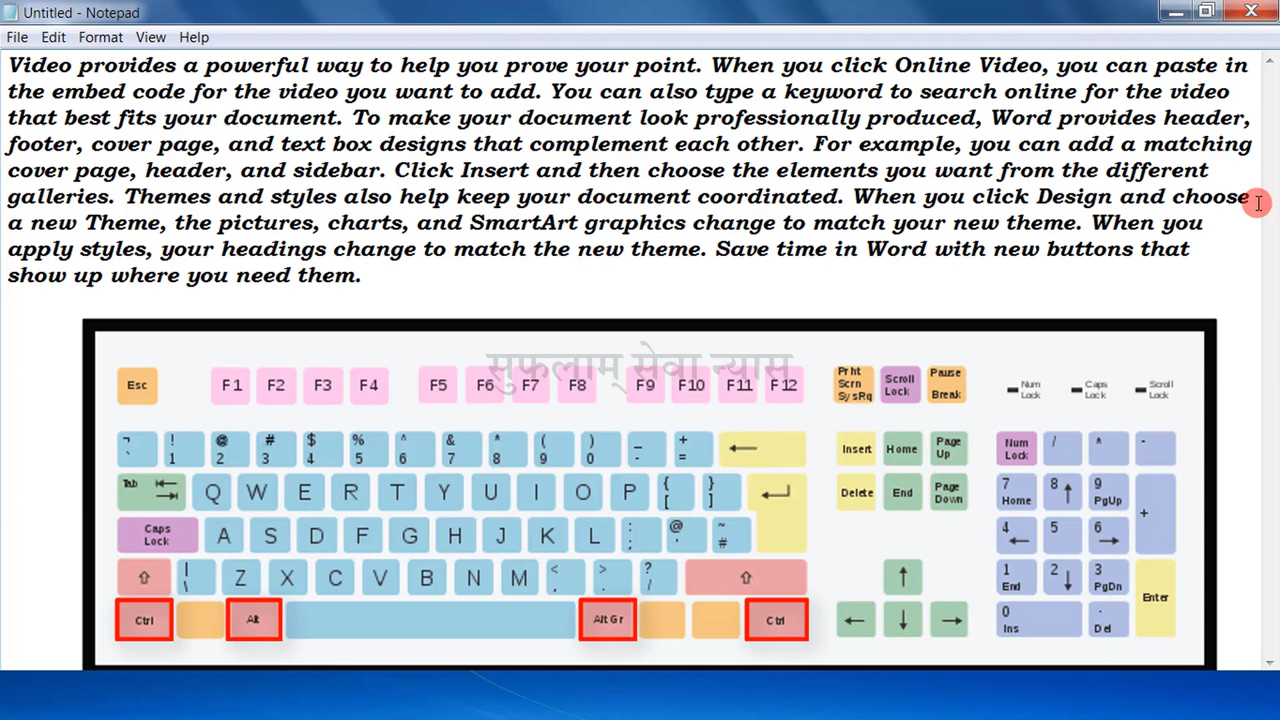 Untitled - Notepad
File Edit Format View Help
Video provides a powerful way to help you prove your point. When you click Online Video, you can paste in
the embed code for the video you want to add. You can also type a keyword to search online for the video
that best fits your document. To make your document look professionally produced, Word provides header,
footer, cover page, and text box designs that complement each other. For example, you can add a matching
cover page, header, and sidebar. Click Insert and then choose the elements you want from the different
galleries. Themes and styles also help keep your document coordinated. When you click Design and choose
a new Theme, the pictures, charts, and SmartArt graphics change to match your new theme. When you
apply styles, your headings change to match the new theme. Save time in Word with new buttons that
show up where you need them.
सुफलाम् सेवा न्यास
Esc F1 F2 F3 F4 F5 F6 F7 F8 F9 F10 F11 F12 Prnt Scrn SysRq Scroll Lock Pause Break Num Lock Caps Lock Scroll Lock
¬ ! @ # $ % ^ & * ( ) _ +
` 1 2 3 4 5 6 7 8 9 0 - = Insert Home Page Up Num Lock / * -
Tab Q W E R T Y U I O P { [ } ] Delete End Page Down 7 Home 8 9 PgUp +
Caps Lock A S D F G H J K L : ; @ ' ~ # 4 5 6
| \ Z X C V B N M < , > . ? / 1 End 2 3 PgDn Enter
Ctrl Alt Alt Gr Ctrl 0 Ins . Del